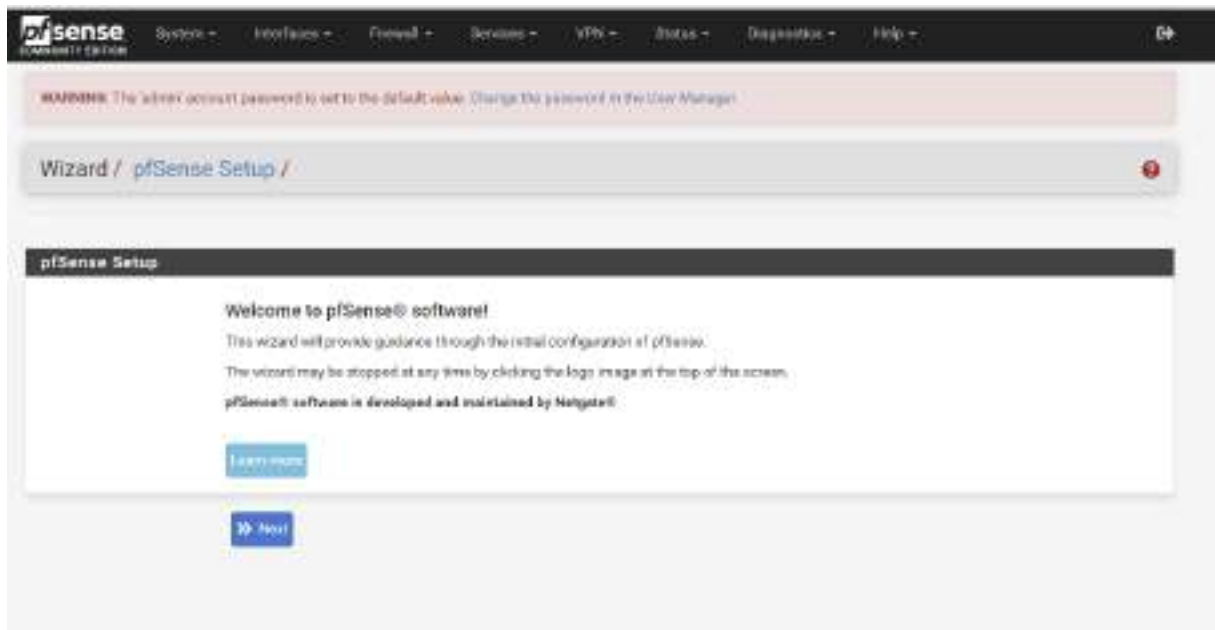 pfsense
COMMUNITY EDITION
System Interfaces Firewall Services VPN Status Diagnostics Help
WARNING: The 'admin' account password is set to the default value. Change the password in the User Manager.
Wizard / pfSense Setup /
pfSense Setup
Welcome to pfSense® software!
This wizard will provide guidance through the initial configuration of pfSense.
The wizard may be stopped at any time by clicking the logo image at the top of the screen.
pfSense® software is developed and maintained by Netgate®
Learn more
Next